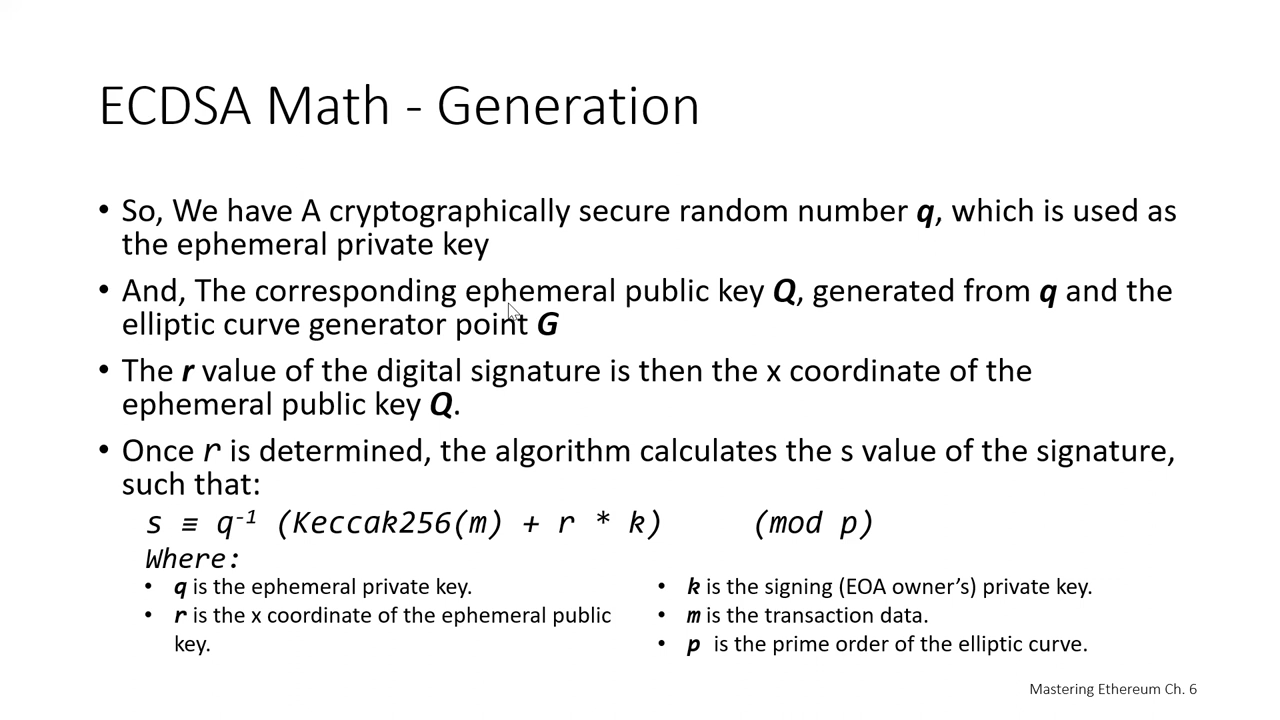 ECDSA Math - Generation
• So, We have A cryptographically secure random number q, which is used as
the ephemeral private key
• And, The corresponding ephemeral public key Q, generated from q and the
elliptic curve generator point G
• The r value of the digital signature is then the x coordinate of the
ephemeral public key Q.
• Once r is determined, the algorithm calculates the s value of the signature,
such that:
s ≡ q⁻¹ (Keccak256(m) + r * k) (mod p)
Where:
• q is the ephemeral private key.
• r is the x coordinate of the ephemeral public
key.
• k is the signing (EOA owner’s) private key.
• m is the transaction data.
• p is the prime order of the elliptic curve.
Mastering Ethereum Ch. 6